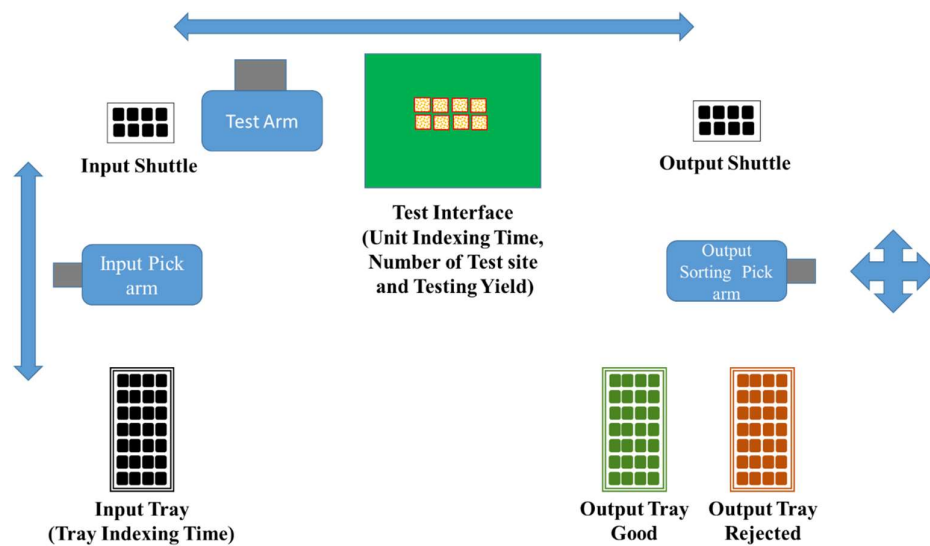 Test Arm
Input Shuttle
Output Shuttle
Test Interface
(Unit Indexing Time,
Number of Test site
and Testing Yield)
Input Pick
arm
Output
Sorting Pick
arm
Input Tray
(Tray Indexing Time)
Output Tray
Good
Output Tray
Rejected